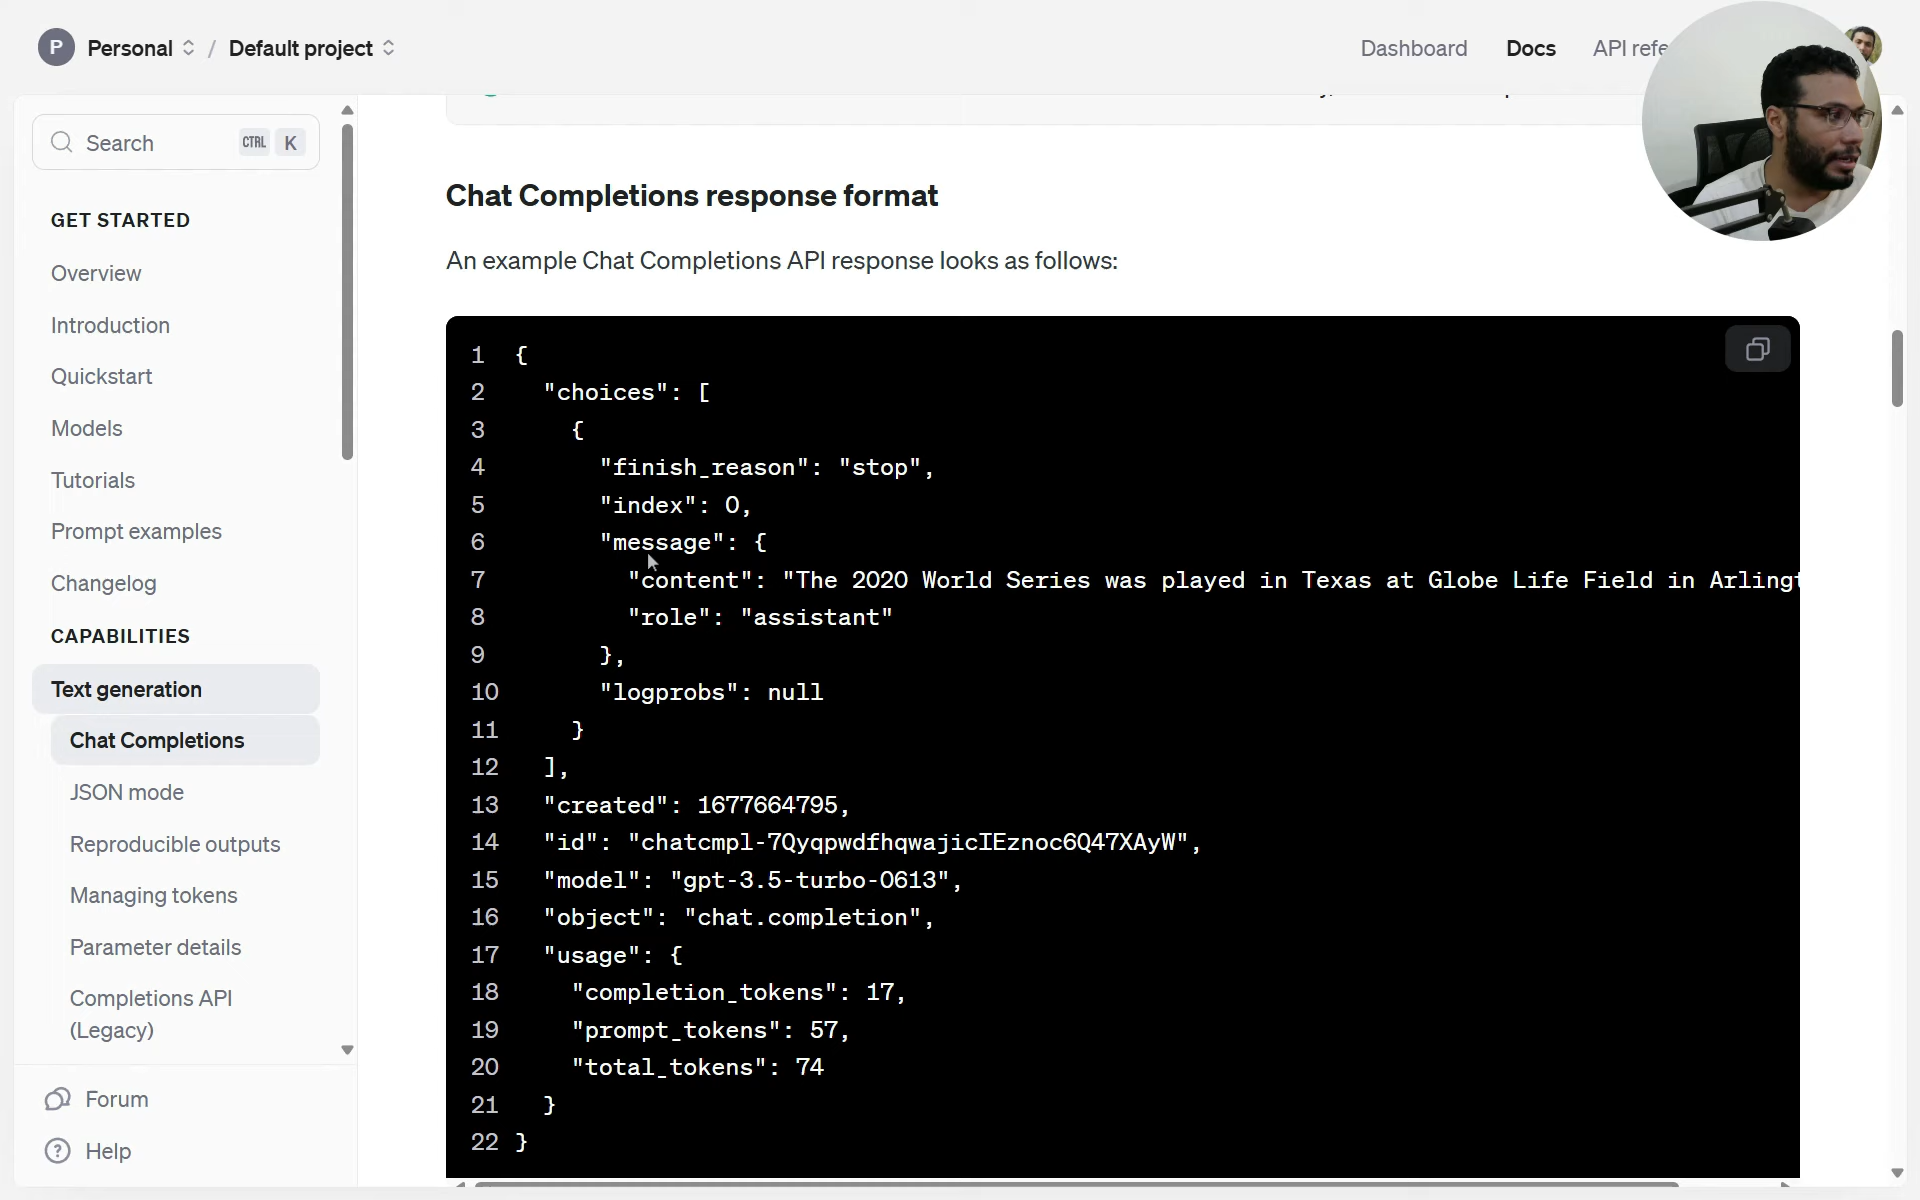 P Personal / Default project
Dashboard Docs API refe
Search CTRL K
GET STARTED
Overview
Introduction
Quickstart
Models
Tutorials
Prompt examples
Changelog
CAPABILITIES
Text generation
Chat Completions
JSON mode
Reproducible outputs
Managing tokens
Parameter details
Completions API
(Legacy)
Forum
Help
Chat Completions response format
An example Chat Completions API response looks as follows:
1 {
2 "choices": [
3 {
4 "finish_reason": "stop",
5 "index": 0,
6 "message": {
7 "content": "The 2020 World Series was played in Texas at Globe Life Field in Arlingt
8 "role": "assistant"
9 },
10 "logprobs": null
11 }
12 ],
13 "created": 1677664795,
14 "id": "chatcmpl-7QyqpwdfhqwajicIEznoc6Q47XAyW",
15 "model": "gpt-3.5-turbo-0613",
16 "object": "chat.completion",
17 "usage": {
18 "completion_tokens": 17,
19 "prompt_tokens": 57,
20 "total_tokens": 74
21 }
22 }